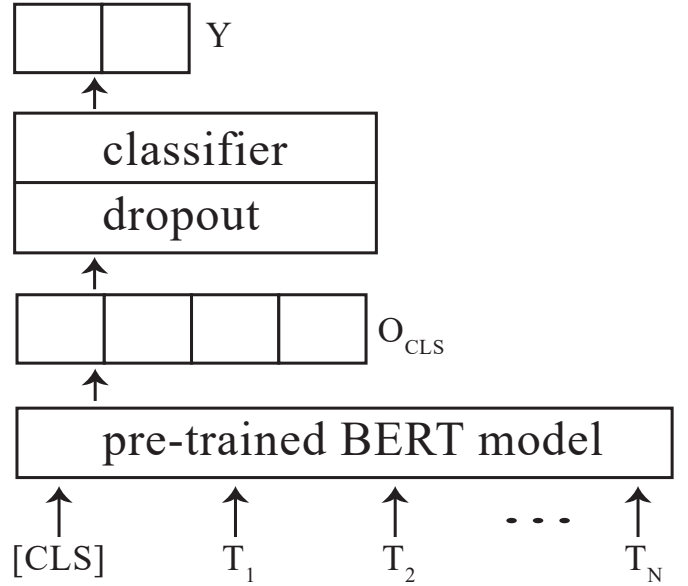 Y
classifier
dropout
O_CLS
pre-trained BERT model
[CLS] T_1 T_2 ... T_N